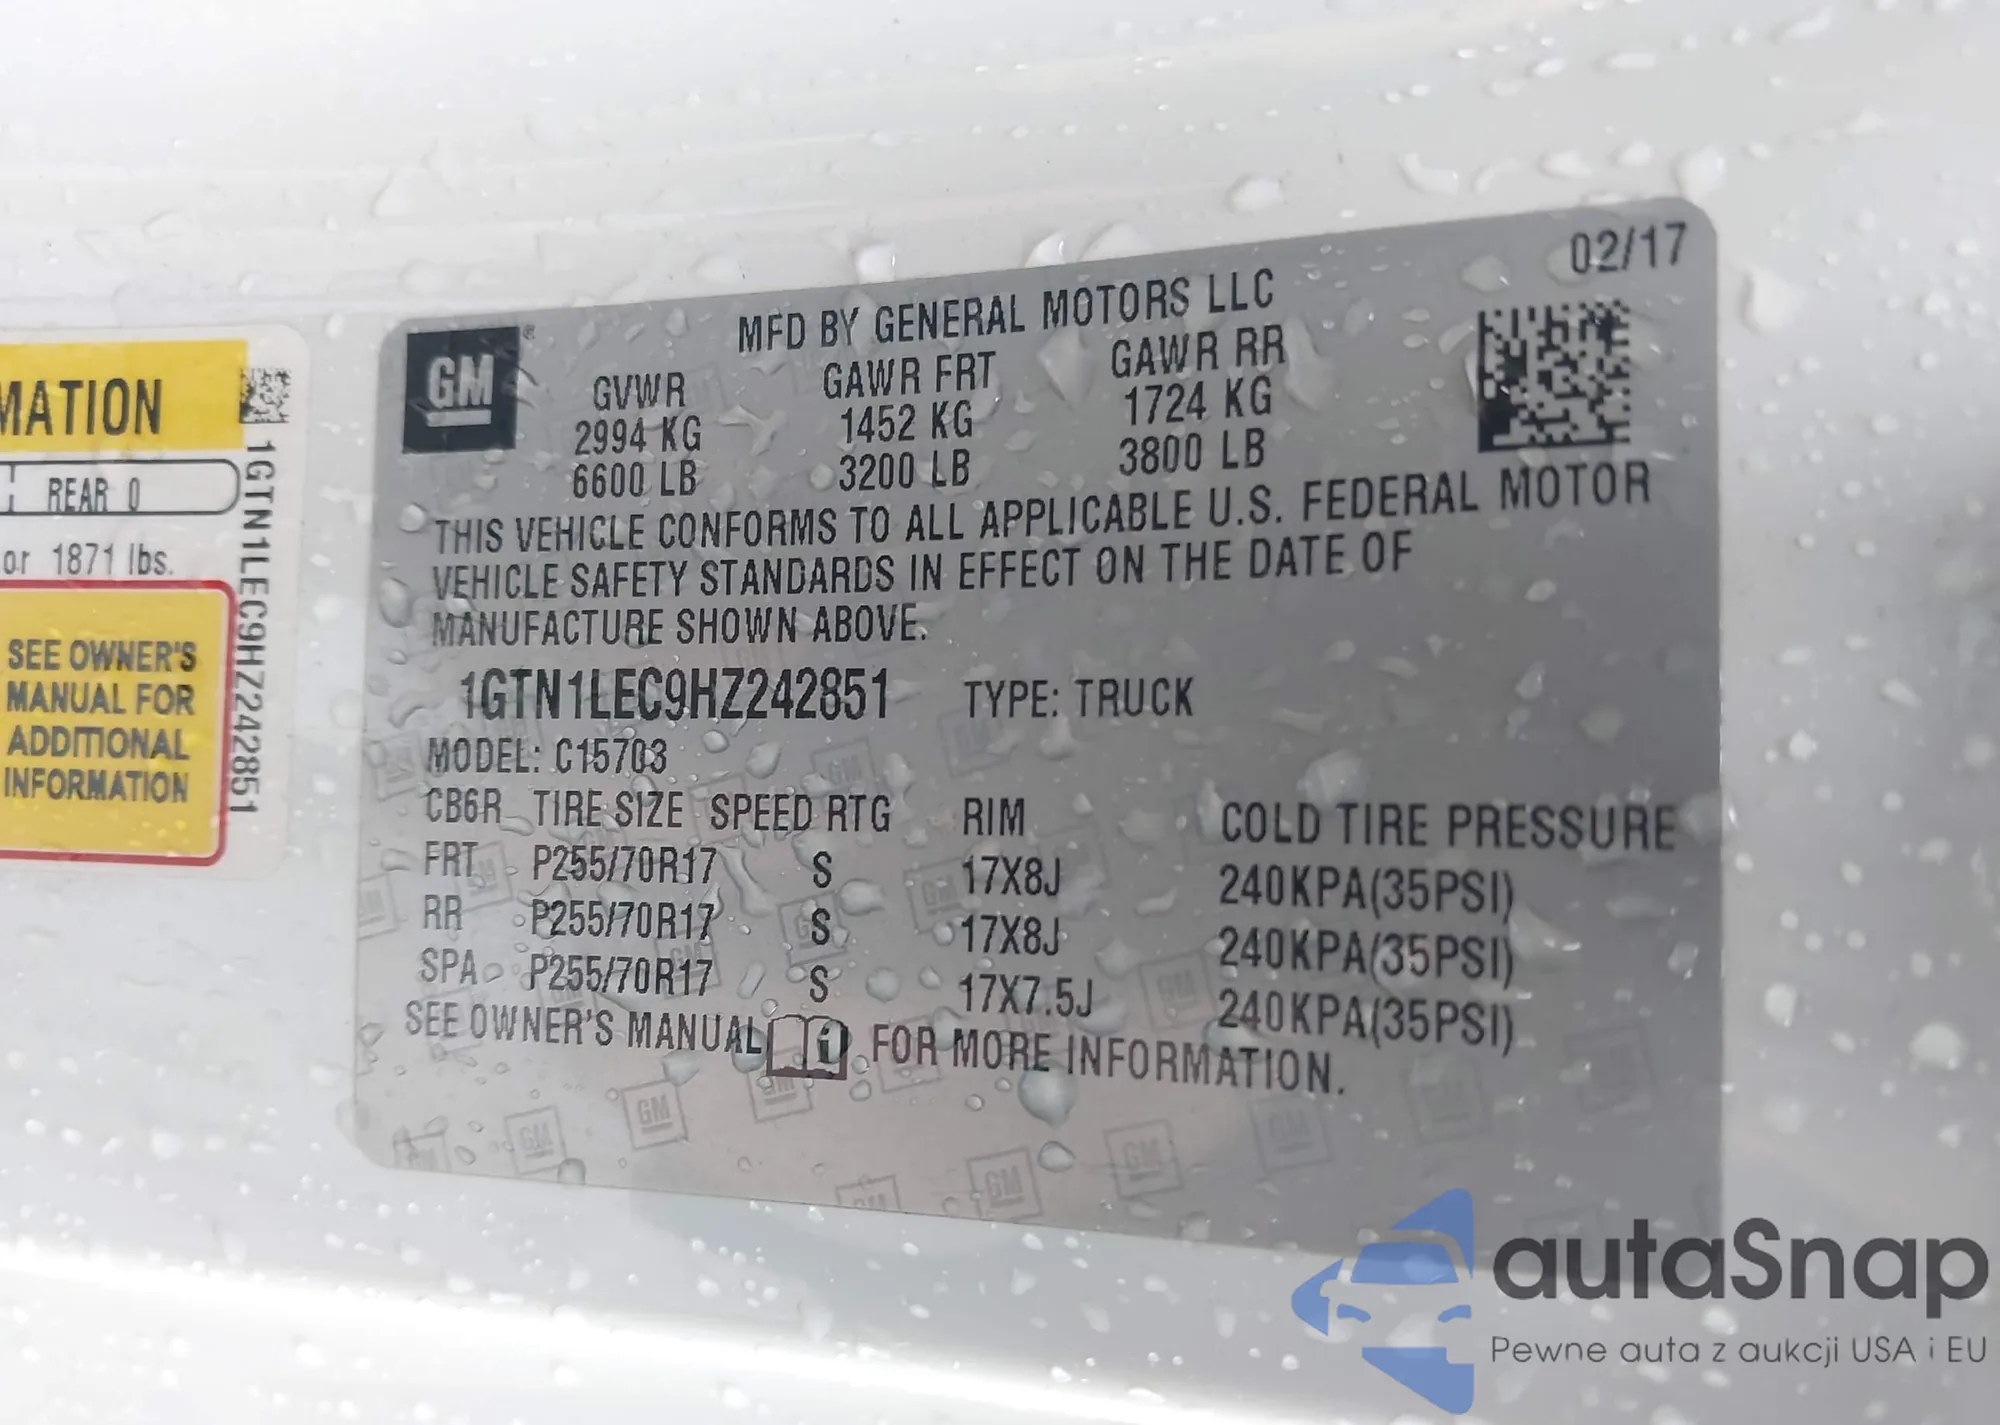 MATION
REAR 0
or 1871 lbs.
SEE OWNER'S
MANUAL FOR
ADDITIONAL
INFORMATION
1GTN1LEC9HZ242851
02/17
GM
MFD BY GENERAL MOTORS LLC
GVWR GAWR FRT GAWR RR
2994 KG 1452 KG 1724 KG
6600 LB 3200 LB 3800 LB
THIS VEHICLE CONFORMS TO ALL APPLICABLE U.S. FEDERAL MOTOR
VEHICLE SAFETY STANDARDS IN EFFECT ON THE DATE OF
MANUFACTURE SHOWN ABOVE.
1GTN1LEC9HZ242851 TYPE: TRUCK
MODEL: C15703
CB6R TIRE SIZE SPEED RTG RIM COLD TIRE PRESSURE
FRT P255/70R17 S 17X8J 240KPA(35PSI)
RR P255/70R17 S 17X8J 240KPA(35PSI)
SPA P255/70R17 S 17X7.5J 240KPA(35PSI)
SEE OWNER'S MANUAL i FOR MORE INFORMATION.
autaSnap
Pewne auta z aukcji USA i EU